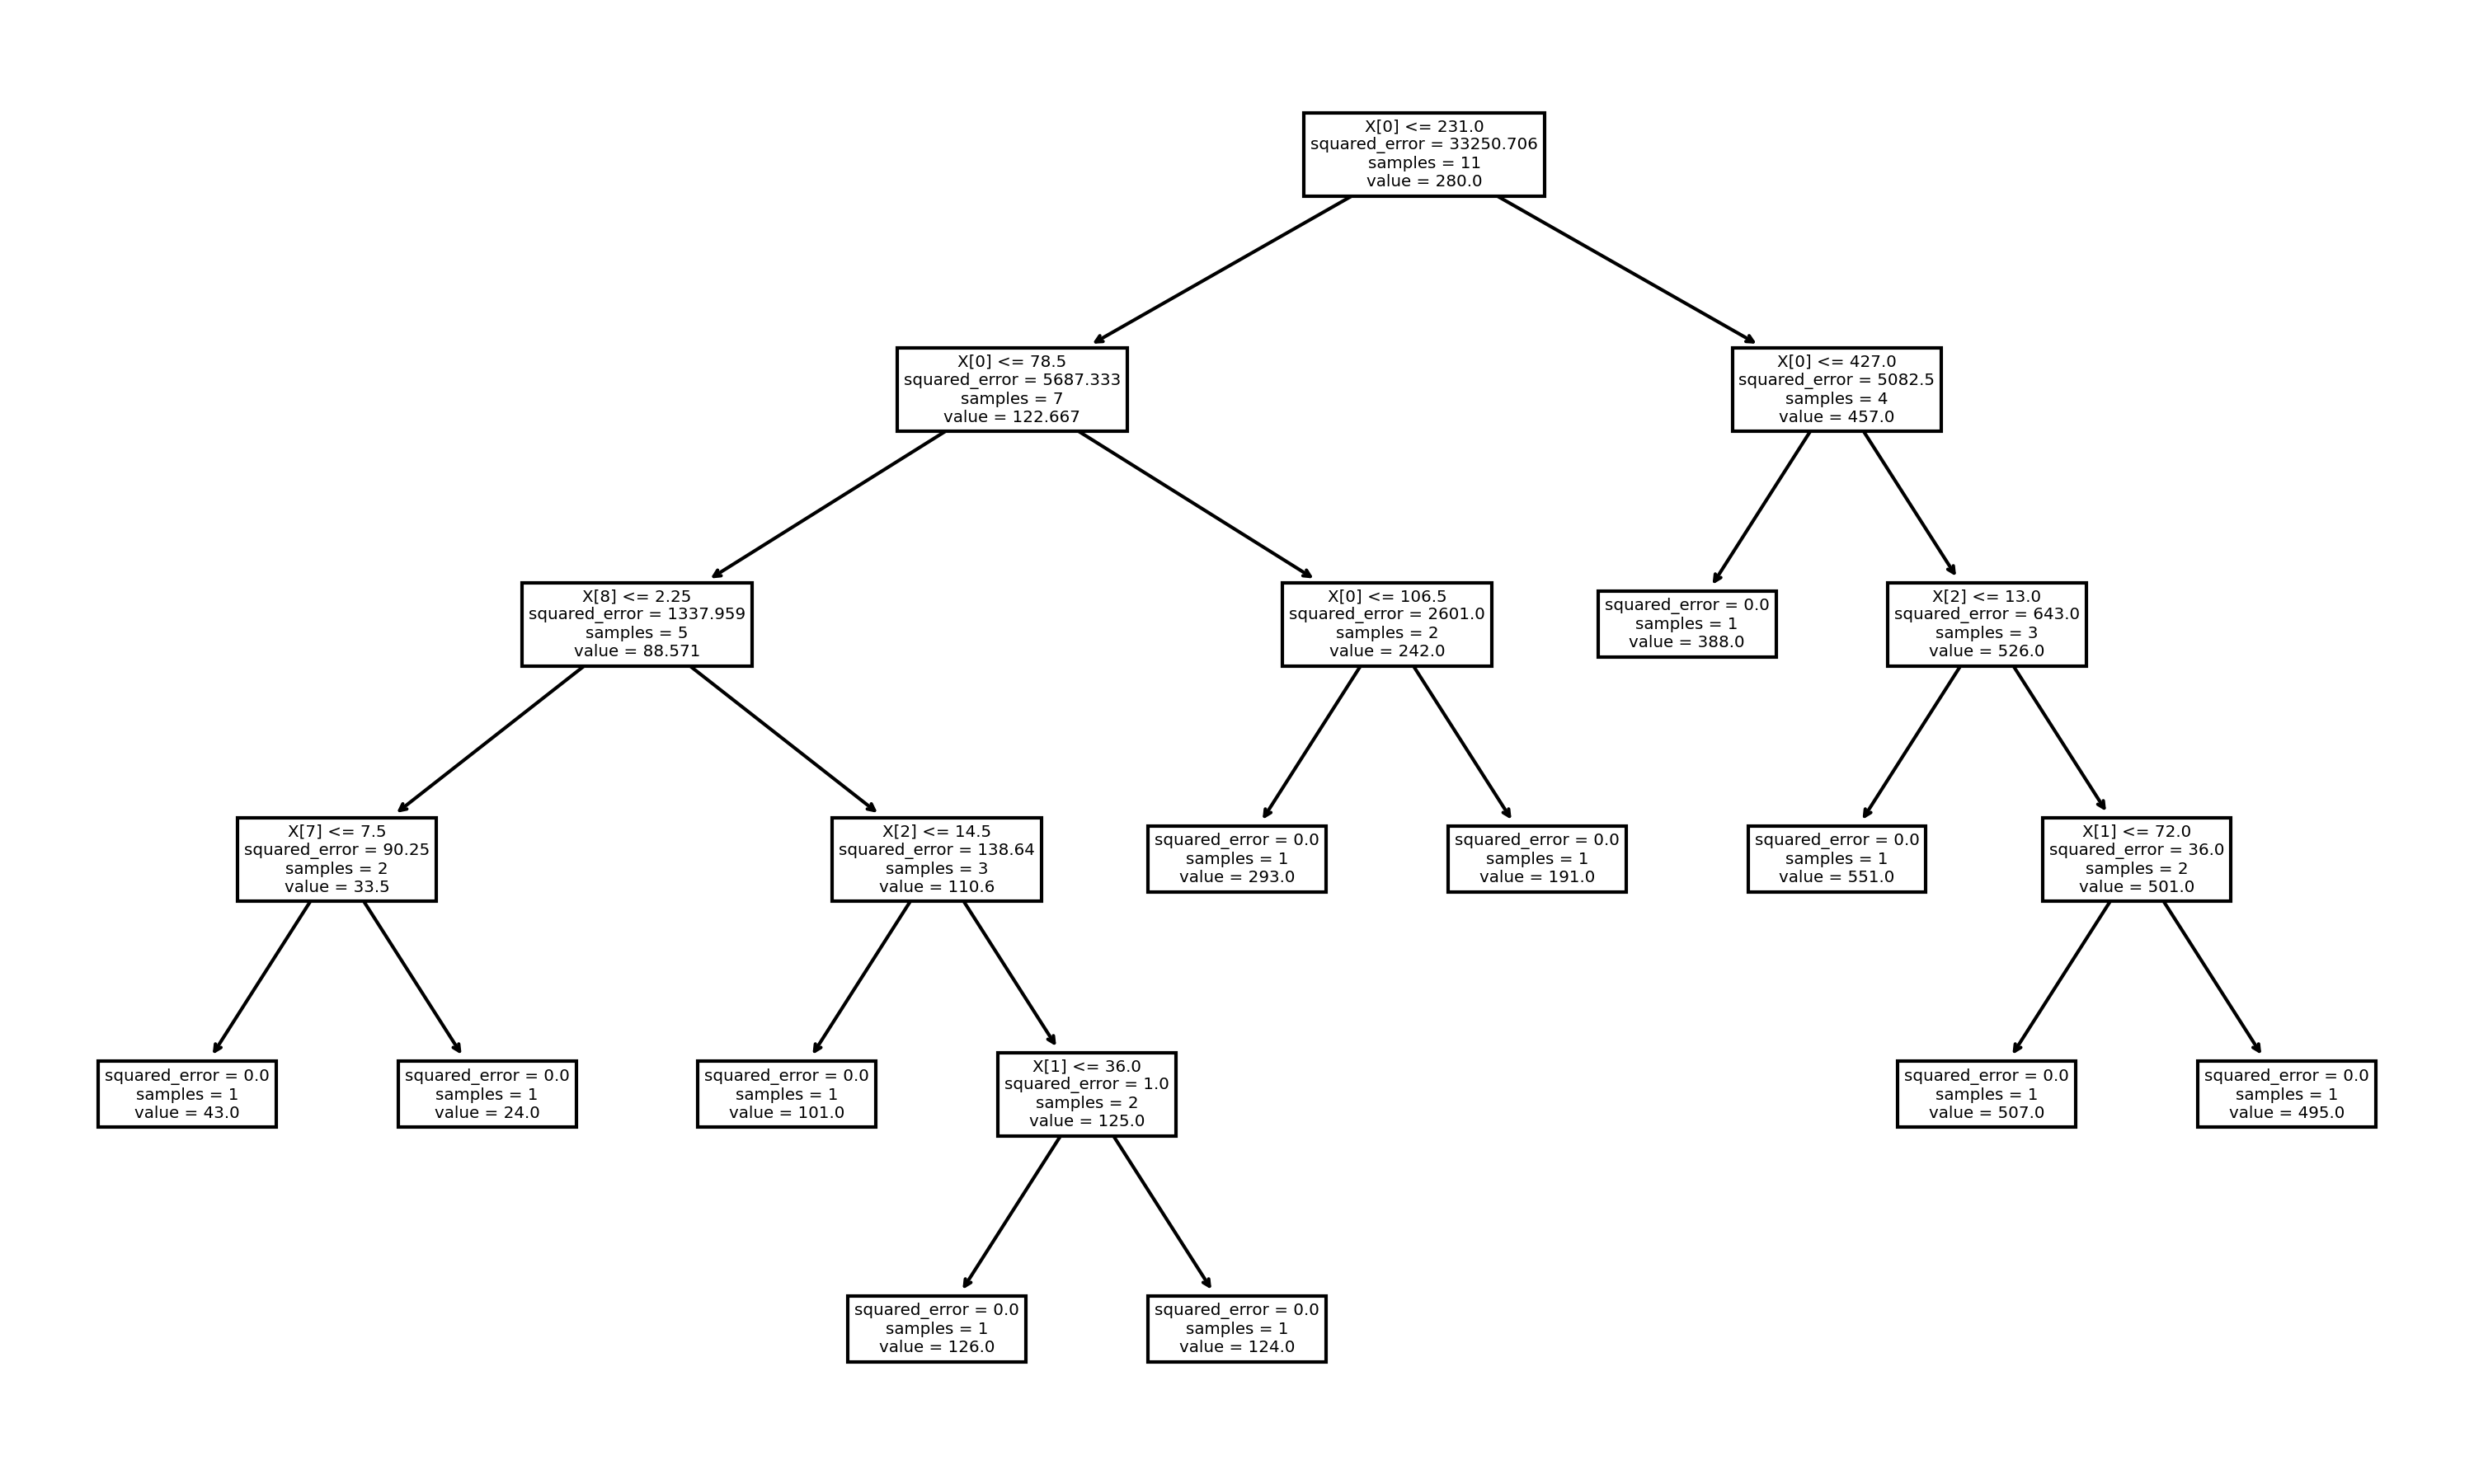 X[0] <= 231.0
squared_error = 33250.706
samples = 11
value = 280.0
X[0] <= 78.5
squared_error = 5687.333
samples = 7
value = 122.667
X[0] <= 427.0
squared_error = 5082.5
samples = 4
value = 457.0
X[8] <= 2.25
squared_error = 1337.959
samples = 5
value = 88.571
X[0] <= 106.5
squared_error = 2601.0
samples = 2
value = 242.0
squared_error = 0.0
samples = 1
value = 388.0
X[2] <= 13.0
squared_error = 643.0
samples = 3
value = 526.0
X[7] <= 7.5
squared_error = 90.25
samples = 2
value = 33.5
X[2] <= 14.5
squared_error = 138.64
samples = 3
value = 110.6
squared_error = 0.0
samples = 1
value = 293.0
squared_error = 0.0
samples = 1
value = 191.0
squared_error = 0.0
samples = 1
value = 551.0
X[1] <= 72.0
squared_error = 36.0
samples = 2
value = 501.0
squared_error = 0.0
samples = 1
value = 43.0
squared_error = 0.0
samples = 1
value = 24.0
squared_error = 0.0
samples = 1
value = 101.0
X[1] <= 36.0
squared_error = 1.0
samples = 2
value = 125.0
squared_error = 0.0
samples = 1
value = 507.0
squared_error = 0.0
samples = 1
value = 495.0
squared_error = 0.0
samples = 1
value = 126.0
squared_error = 0.0
samples = 1
value = 124.0